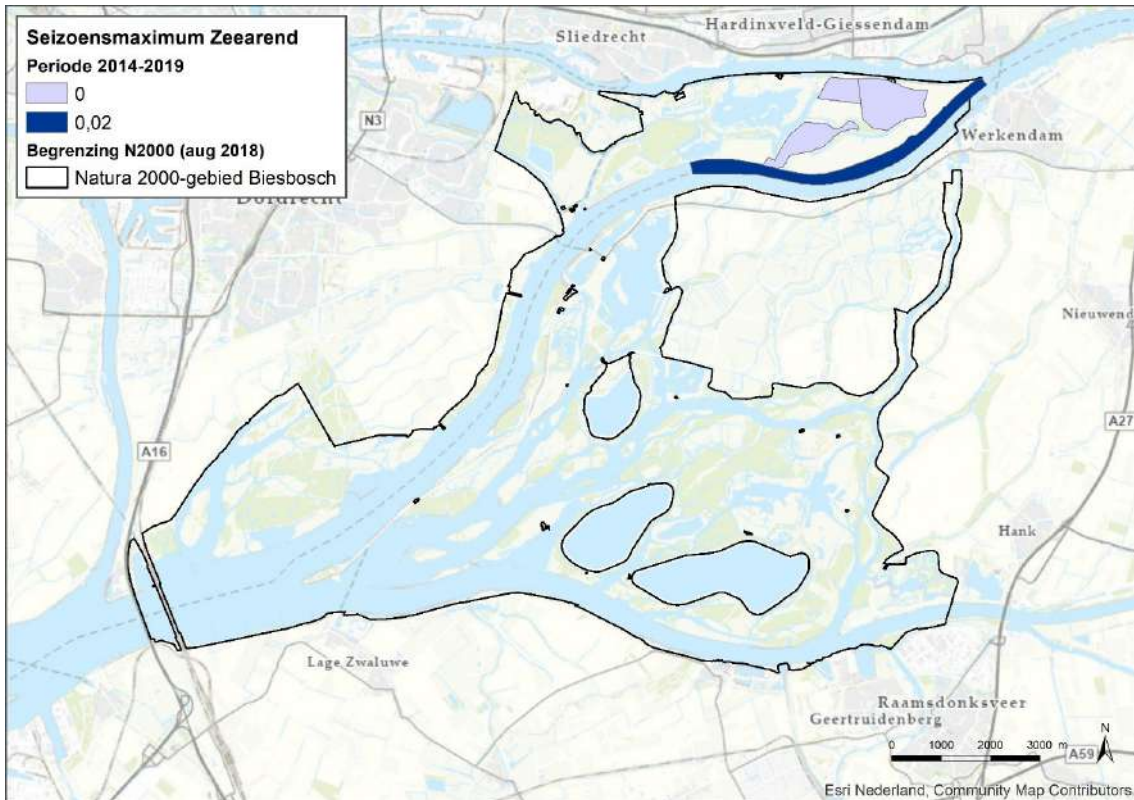 Seizoensmaximum Zeearend
Periode 2014-2019
0
0,02
Begrenzing N2000 (aug 2018)
Natura 2000-gebied Biesbosch
Hardinxveld-Giessendam
Sliedrecht
N3
Werkendam
Dordrecht
Nieuwend
A27
A16
Hank
Lage Zwaluwe
Raamsdonksveer
Geertruidenberg
N
0 1000 2000 3000 m
A59
Esri Nederland, Community Map Contributors